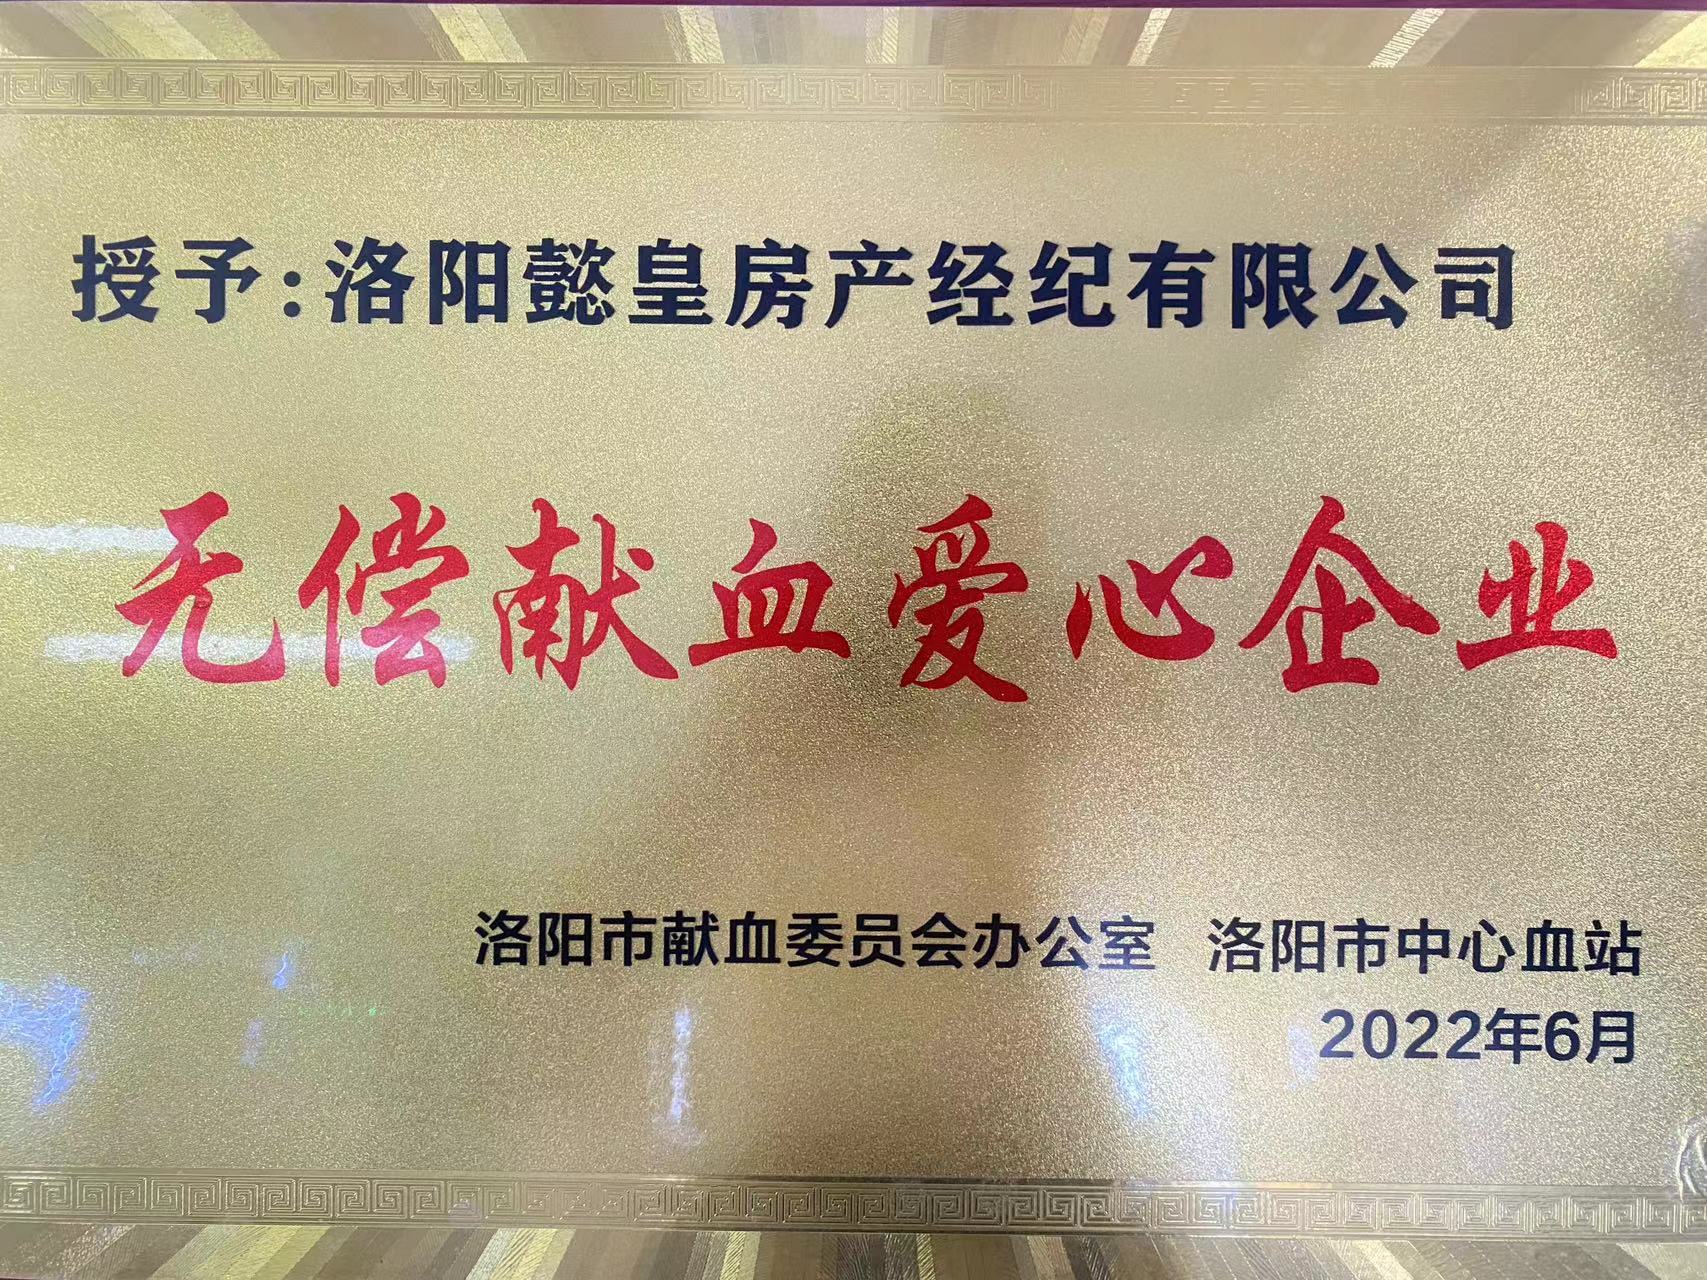 授予:洛阳懿皇房产经纪有限公司
无偿献血爱心企业
洛阳市献血委员会办公室 洛阳市中心血站
2022年6月